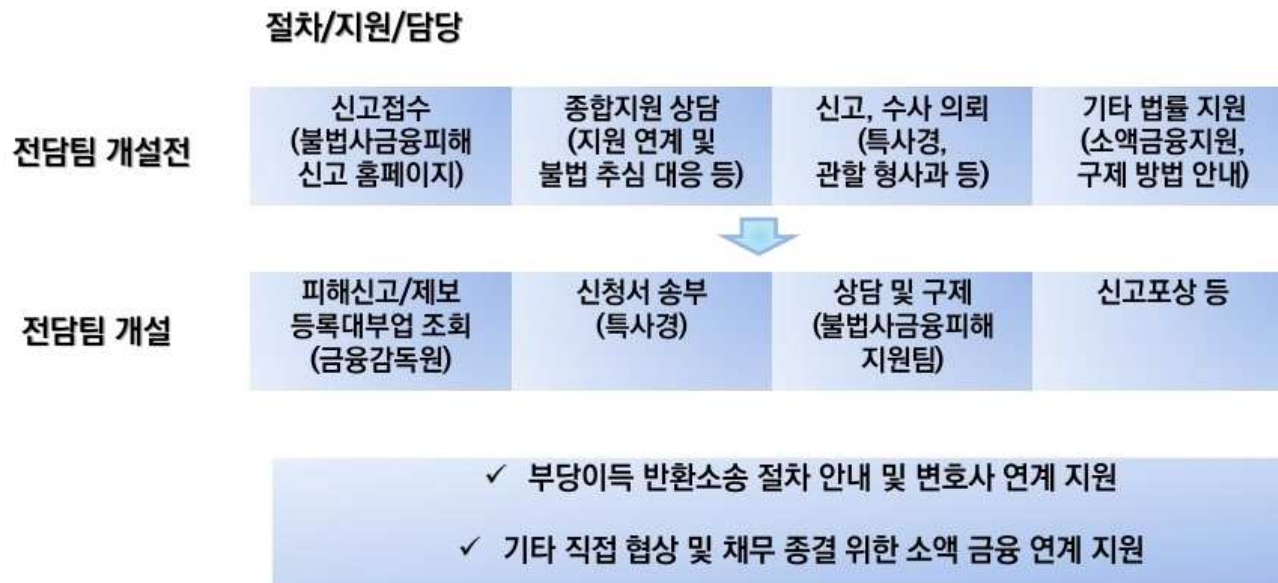 절차/지원/담당
전담팀 개설전
신고접수
(불법사금융피해
신고 홈페이지)
종합지원 상담
(지원 연계 및
불법 추심 대응 등)
신고, 수사 의뢰
(특사경,
관할 형사과 등)
기타 법률 지원
(소액금융지원,
구제 방법 안내)
전담팀 개설
피해신고/제보
등록대부업 조회
(금융감독원)
신청서 송부
(특사경)
상담 및 구제
(불법사금융피해
지원팀)
신고포상 등
✓ 부당이득 반환소송 절차 안내 및 변호사 연계 지원
✓ 기타 직접 협상 및 채무 종결 위한 소액 금융 연계 지원